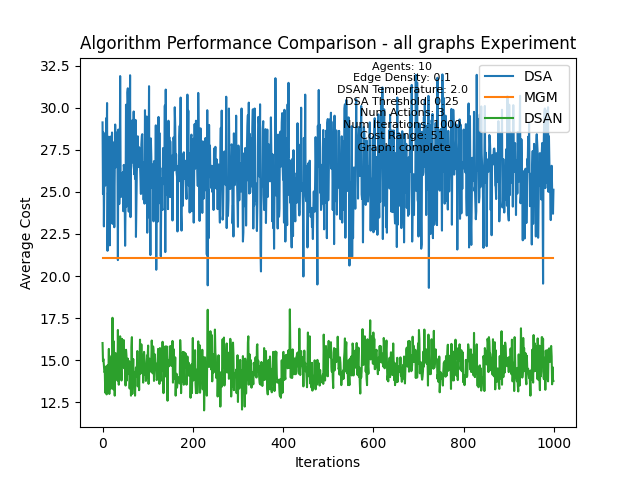 Algorithm Performance Comparison - all graphs Experiment
Agents: 10
Edge Density: 0.1
DSAN Temperature: 2.0
DSA Threshold: 0.25
Num Actions: 3
Num Iterations: 1000
Cost Range: 51
Graph: complete
DSA
MGM
DSAN
Average Cost
32.5
30.0
27.5
25.0
22.5
20.0
17.5
15.0
12.5
0
200
400
600
800
1000
Iterations